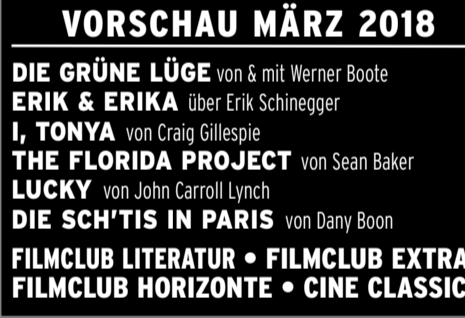 VORSCHAU MÄRZ 2018
DIE GRÜNE LÜGE von & mit Werner Boote
ERIK & ERIKA über Erik Schinegger
I, TONYA von Craig Gillespie
THE FLORIDA PROJECT von Sean Baker
LUCKY von John Carroll Lynch
DIE SCH'TIS IN PARIS von Dany Boon
FILMCLUB LITERATUR • FILMCLUB EXTRA
FILMCLUB HORIZONTE • CINE CLASSIC